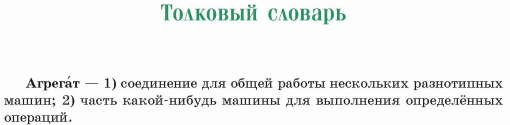 Толковый словарь
Агрега́т — 1) соединение для общей работы нескольких разнотипных
машин; 2) часть какой-нибудь машины для выполнения определённых
операций.